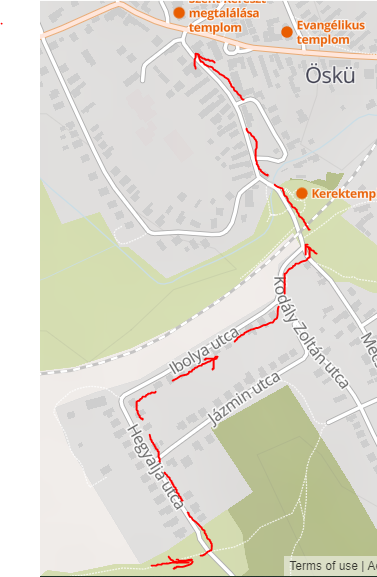 .
Szent Kereszt
megtalálása
templom
Evangélikus
templom
Öskü
Kerektemp
Kodály Zoltán utca
Ibolya utca
Jázmin utca
Mec
Hegyalja utca
Terms of use | A